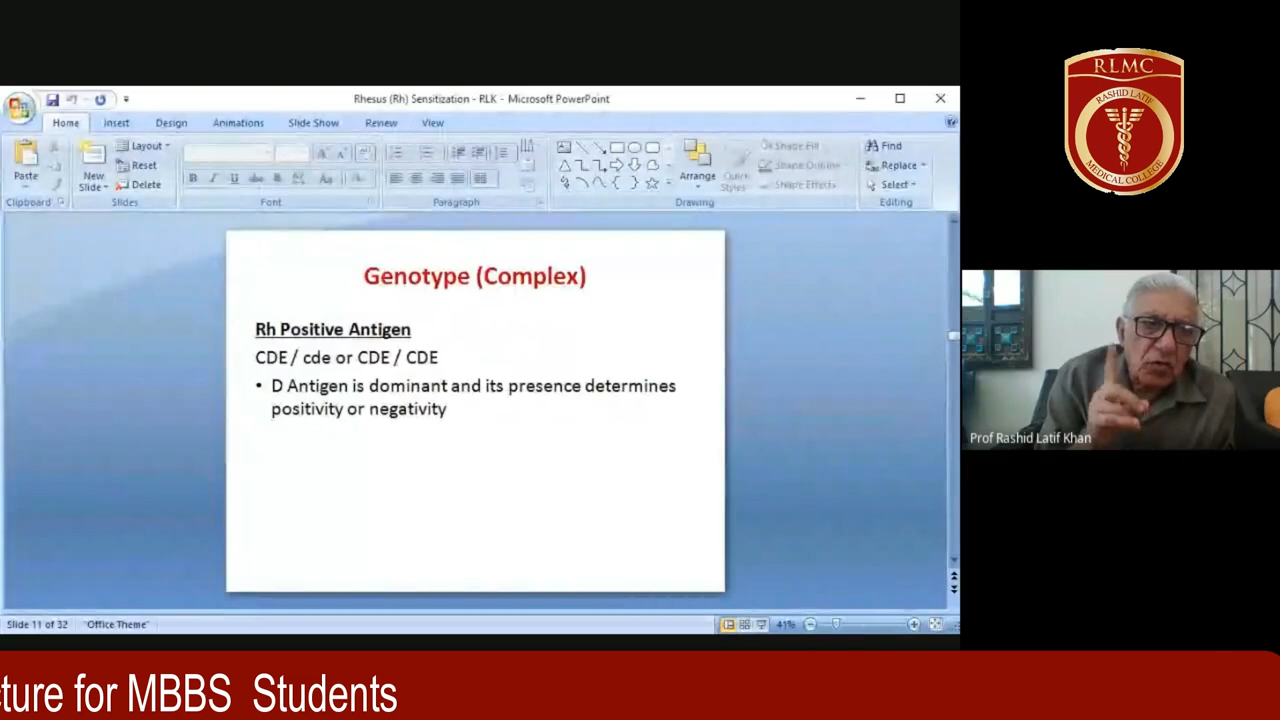 Rhesus (Rh) Sensitization - RLK - Microsoft PowerPoint
Home Insert Design Animations Slide Show Review View
Paste
New Slide
Layout
Reset
Delete
B I U abc S Aa A
Arrange
Quick Styles
Shape Fill
Shape Outline
Shape Effects
Find
Replace
Select
Clipboard Slides Font Paragraph Drawing Editing
Genotype (Complex)
Rh Positive Antigen
CDE / cde or CDE / CDE
• D Antigen is dominant and its presence determines
positivity or negativity
Slide 11 of 32 "Office Theme" 41%
RLMC
RASHID LATIF
MEDICAL COLLEGE
Prof Rashid Latif Khan
cture for MBBS Students